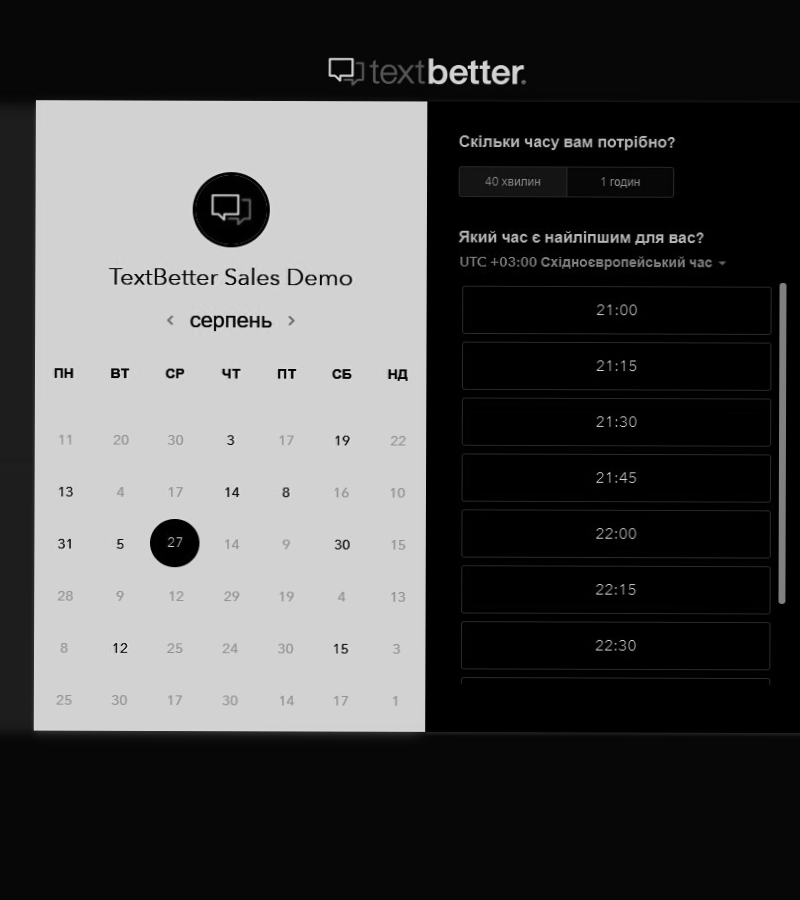 textbetter.
TextBetter Sales Demo
серпень
ПН ВТ СР ЧТ ПТ СБ НД
11 20 30 3 17 19 22
13 4 17 14 8 16 10
31 5 27 14 9 30 15
28 9 12 29 19 4 13
8 12 25 24 30 15 3
25 30 17 30 14 17 1
Скільки часу вам потрібно?
40 хвилин 1 годин
Який час є найліпшим для вас?
UTC +03:00 Східноєвропейський час
21:00
21:15
21:30
21:45
22:00
22:15
22:30